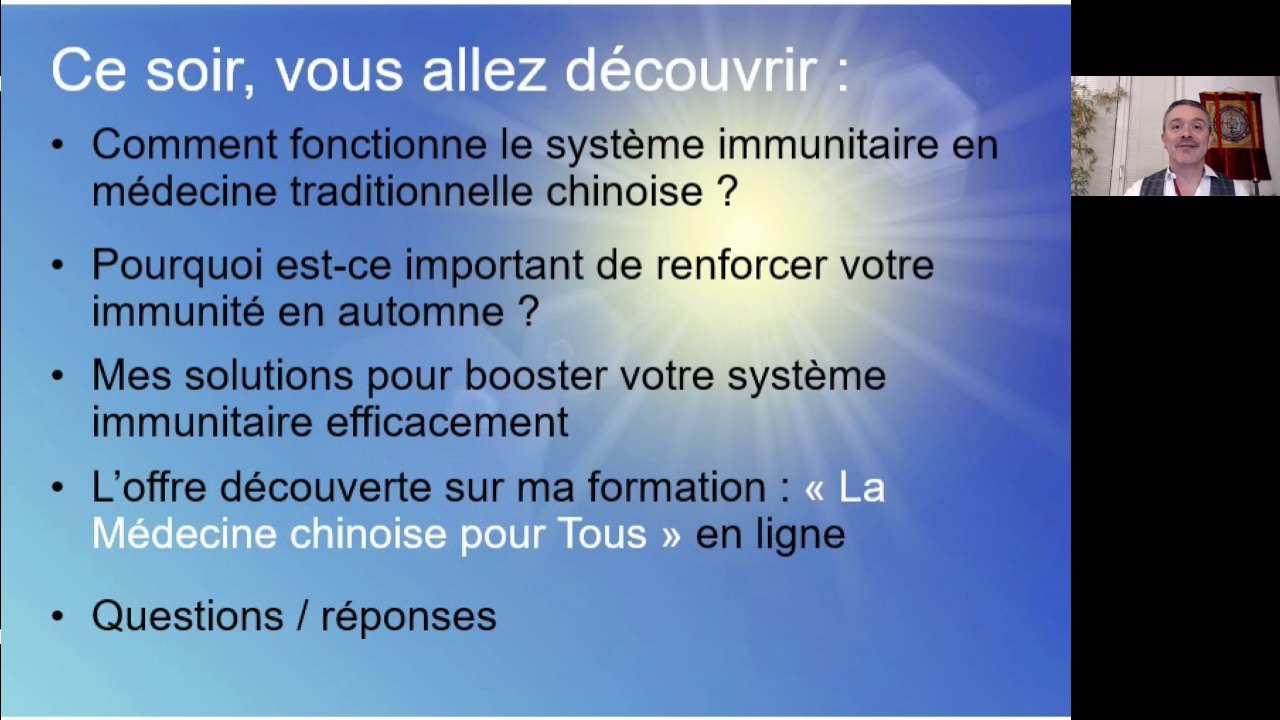 Ce soir, vous allez découvrir :
• Comment fonctionne le système immunitaire en
médecine traditionnelle chinoise ?
• Pourquoi est-ce important de renforcer votre
immunité en automne ?
• Mes solutions pour booster votre système
immunitaire efficacement
• L’offre découverte sur ma formation : « La
Médecine chinoise pour Tous » en ligne
• Questions / réponses